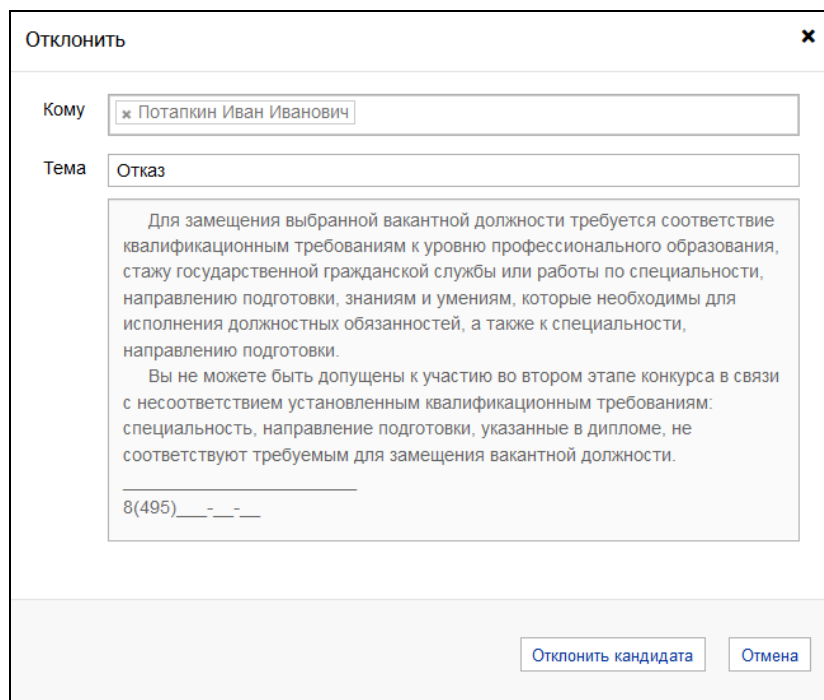 Отклонить
Кому
Потапкин Иван Иванович
Тема
Отказ
Для замещения выбранной вакантной должности требуется соответствие
квалификационным требованиям к уровню профессионального образования,
стажу государственной гражданской службы или работы по специальности,
направлению подготовки, знаниям и умениям, которые необходимы для
исполнения должностных обязанностей, а также к специальности,
направлению подготовки.
Вы не можете быть допущены к участию во втором этапе конкурса в связи
с несоответствием установленным квалификационным требованиям:
специальность, направление подготовки, указанные в дипломе, не
соответствуют требуемым для замещения вакантной должности.
________________________
8(495)___-__-__
Отклонить кандидата
Отмена